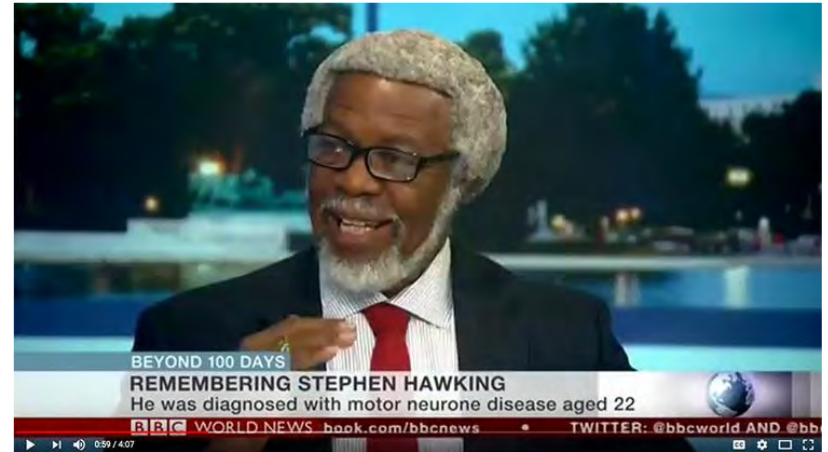 BEYOND 100 DAYS
REMEMBERING STEPHEN HAWKING
He was diagnosed with motor neurone disease aged 22
BBC WORLD NEWS book.com/bbcnews • TWITTER: @bbcworld AND @bb
0:59 / 4:07
CC